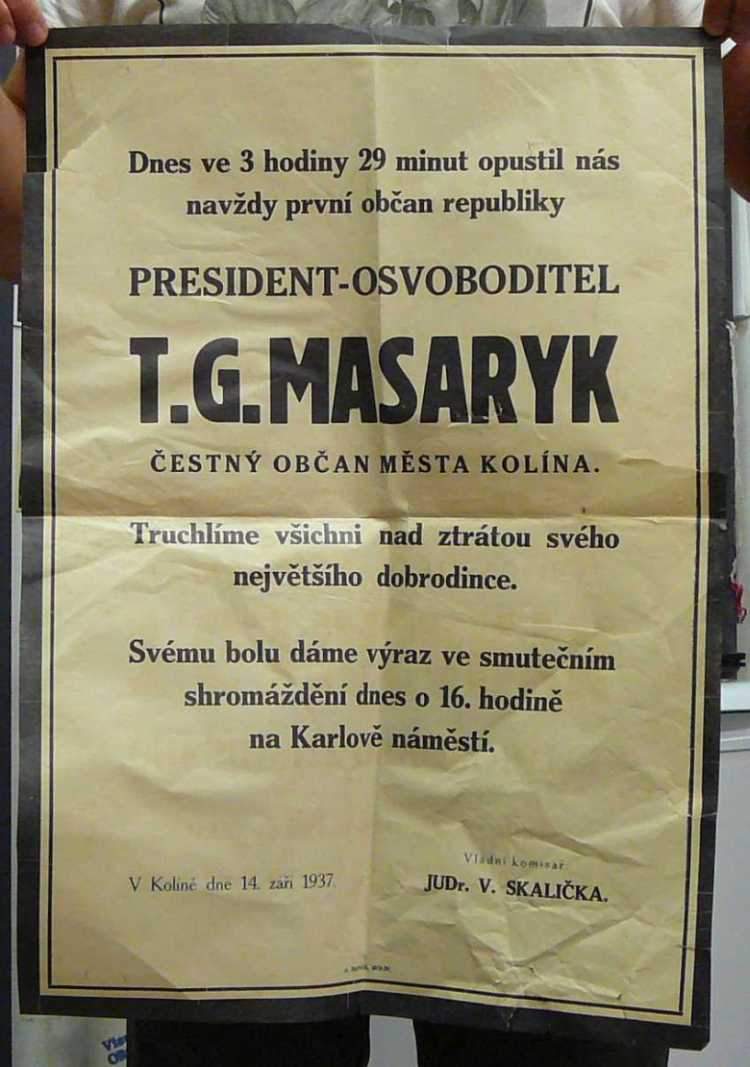 Dnes ve 3 hodiny 29 minut opustil nás
navždy první občan republiky
PRESIDENT-OSVOBODITEL
T.G.MASARYK
ČESTNÝ OBČAN MĚSTA KOLÍNA.
Truchlíme všichni nad ztrátou svého
největšího dobrodince.
Svému bolu dáme výraz ve smutečním
shromáždění dnes o 16. hodině
na Karlově náměstí.
V Kolíně dne 14. září 1937.
Vládní komisař
JUDr. V. SKALIČKA.